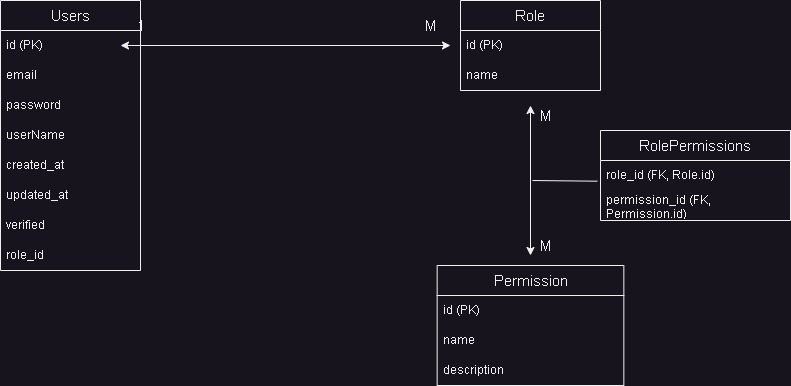 Users
id (PK)
email
password
userName
created_at
updated_at
verified
role_id
1
M
Role
id (PK)
name
M
M
RolePermissions
role_id (FK, Role.id)
permission_id (FK,
Permission.id)
Permission
id (PK)
name
description